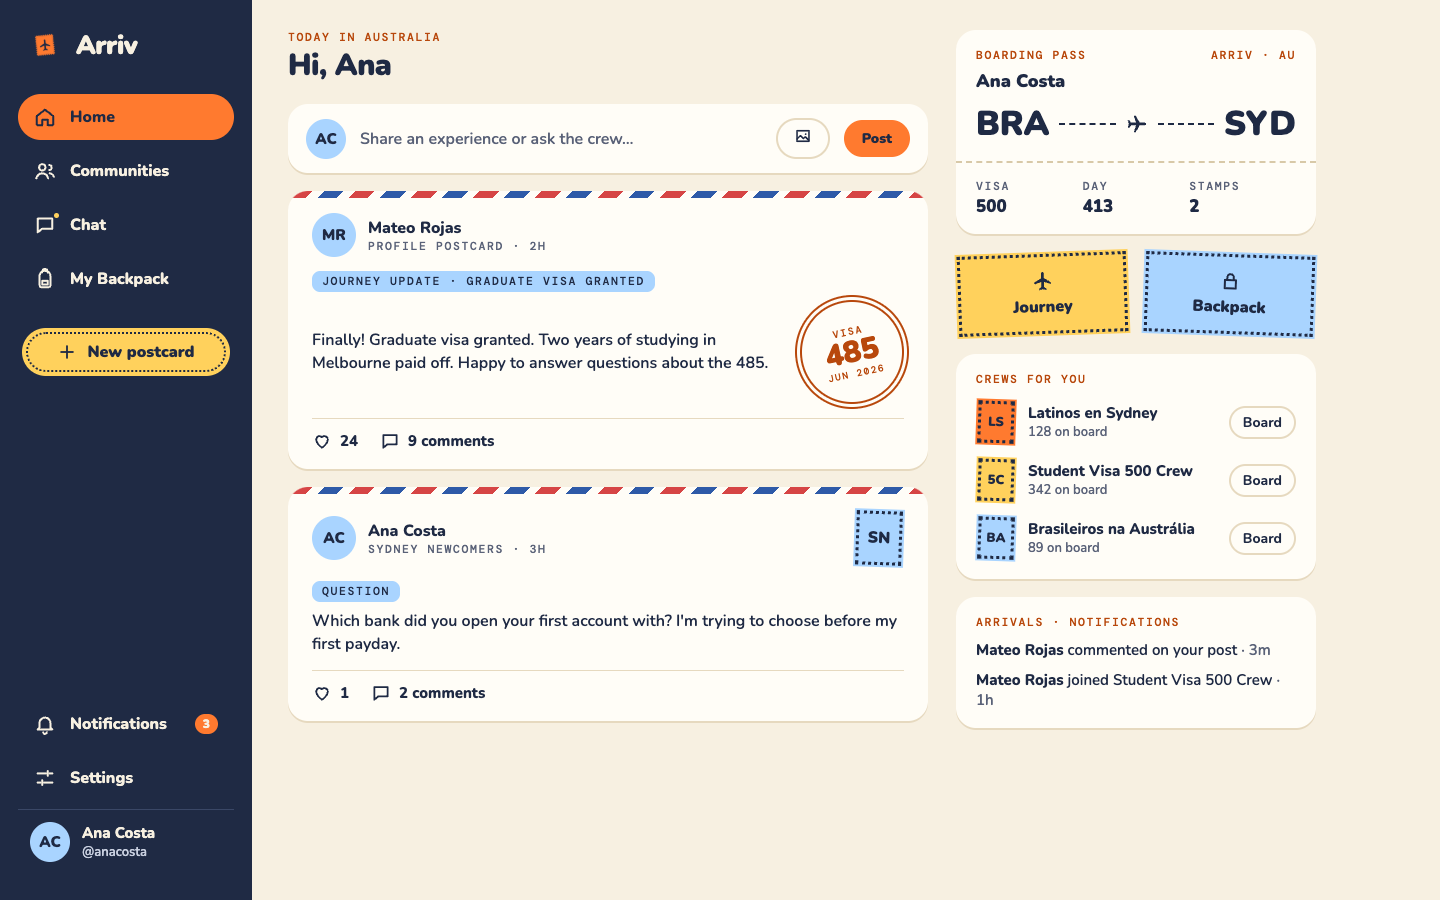 Arriv
Home
Communities
Chat
My Backpack
New postcard
Notifications
3
Settings
AC
Ana Costa
@anacosta
TODAY IN AUSTRALIA
Hi, Ana
AC
Share an experience or ask the crew...
Post
MR
Mateo Rojas
PROFILE POSTCARD · 2H
JOURNEY UPDATE · GRADUATE VISA GRANTED
Finally! Graduate visa granted. Two years of studying in
Melbourne paid off. Happy to answer questions about the 485.
VISA
485
JUN 2026
24
9 comments
AC
Ana Costa
SYDNEY NEWCOMERS · 3H
SN
QUESTION
Which bank did you open your first account with? I'm trying to choose before my
first payday.
1
2 comments
BOARDING PASS
ARRIV · AU
Ana Costa
BRA
SYD
VISA
DAY
STAMPS
500
413
2
Journey
Backpack
CREWS FOR YOU
LS
Latinos en Sydney
128 on board
Board
5C
Student Visa 500 Crew
342 on board
Board
BA
Brasileiros na Austrália
89 on board
Board
ARRIVALS · NOTIFICATIONS
Mateo Rojas commented on your post · 3m
Mateo Rojas joined Student Visa 500 Crew ·
1h